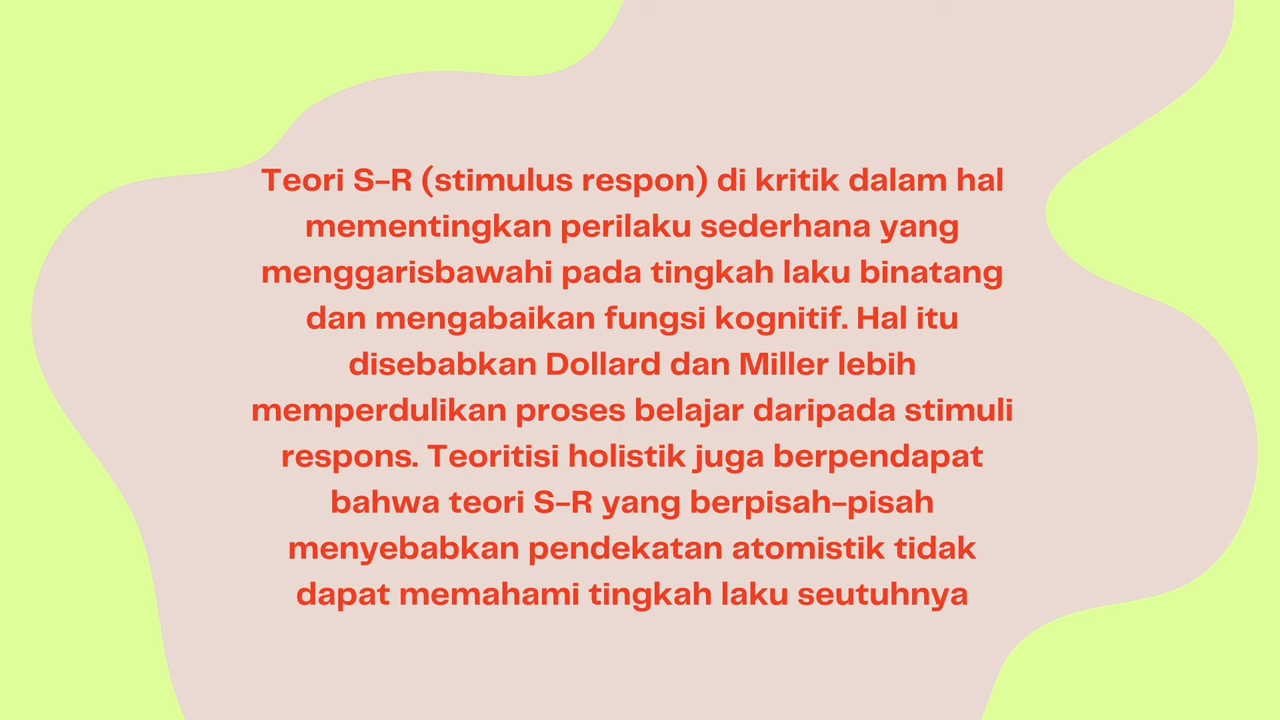 Teori S-R (stimulus respon) di kritik dalam hal
mementingkan perilaku sederhana yang
menggarisbawahi pada tingkah laku binatang
dan mengabaikan fungsi kognitif. Hal itu
disebabkan Dollard dan Miller lebih
memperdulikan proses belajar daripada stimuli
respons. Teoritisi holistik juga berpendapat
bahwa teori S-R yang berpisah-pisah
menyebabkan pendekatan atomistik tidak
dapat memahami tingkah laku seutuhnya